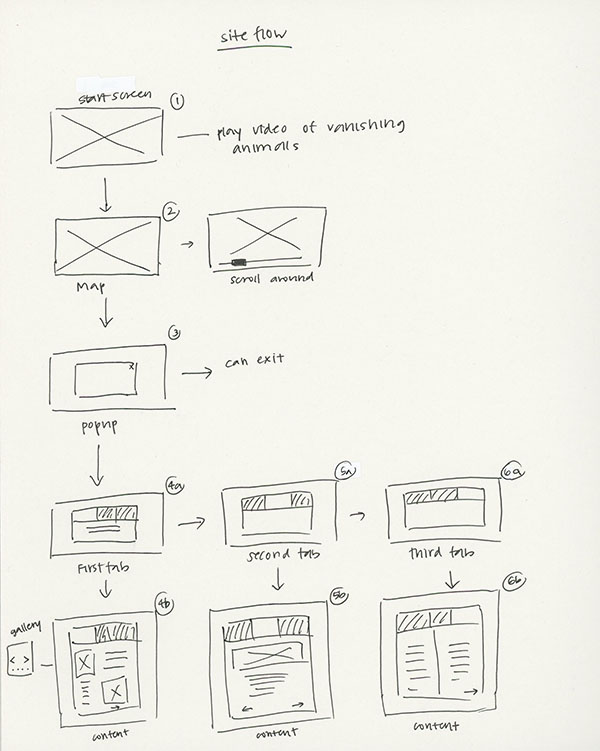 site flow
start screen
1
play video of vanishing
animals
2
map
scroll around
3
x
can exit
popup
4a
5a
6a
first tab
second tab
third tab
4b
5b
6b
gallery
< >
....
content
content
content